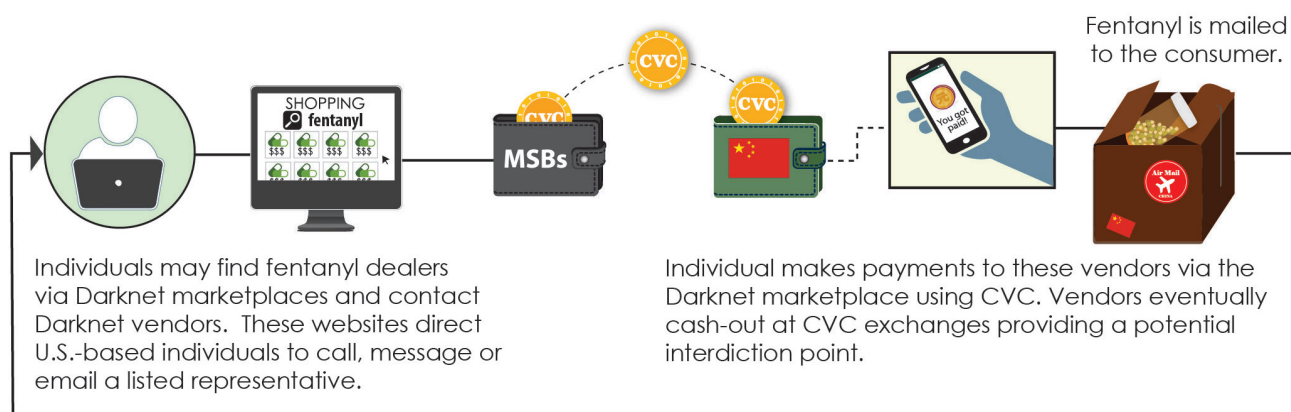 Fentanyl is mailed
to the consumer.
SHOPPING
fentanyl
$$$ $$$ $$$ $$$
CVC
MSBs
CVC
CVC
元
You got
paid!
Air Mail
CHINA
Individuals may find fentanyl dealers
via Darknet marketplaces and contact
Darknet vendors. These websites direct
U.S.-based individuals to call, message or
email a listed representative.
Individual makes payments to these vendors via the
Darknet marketplace using CVC. Vendors eventually
cash-out at CVC exchanges providing a potential
interdiction point.